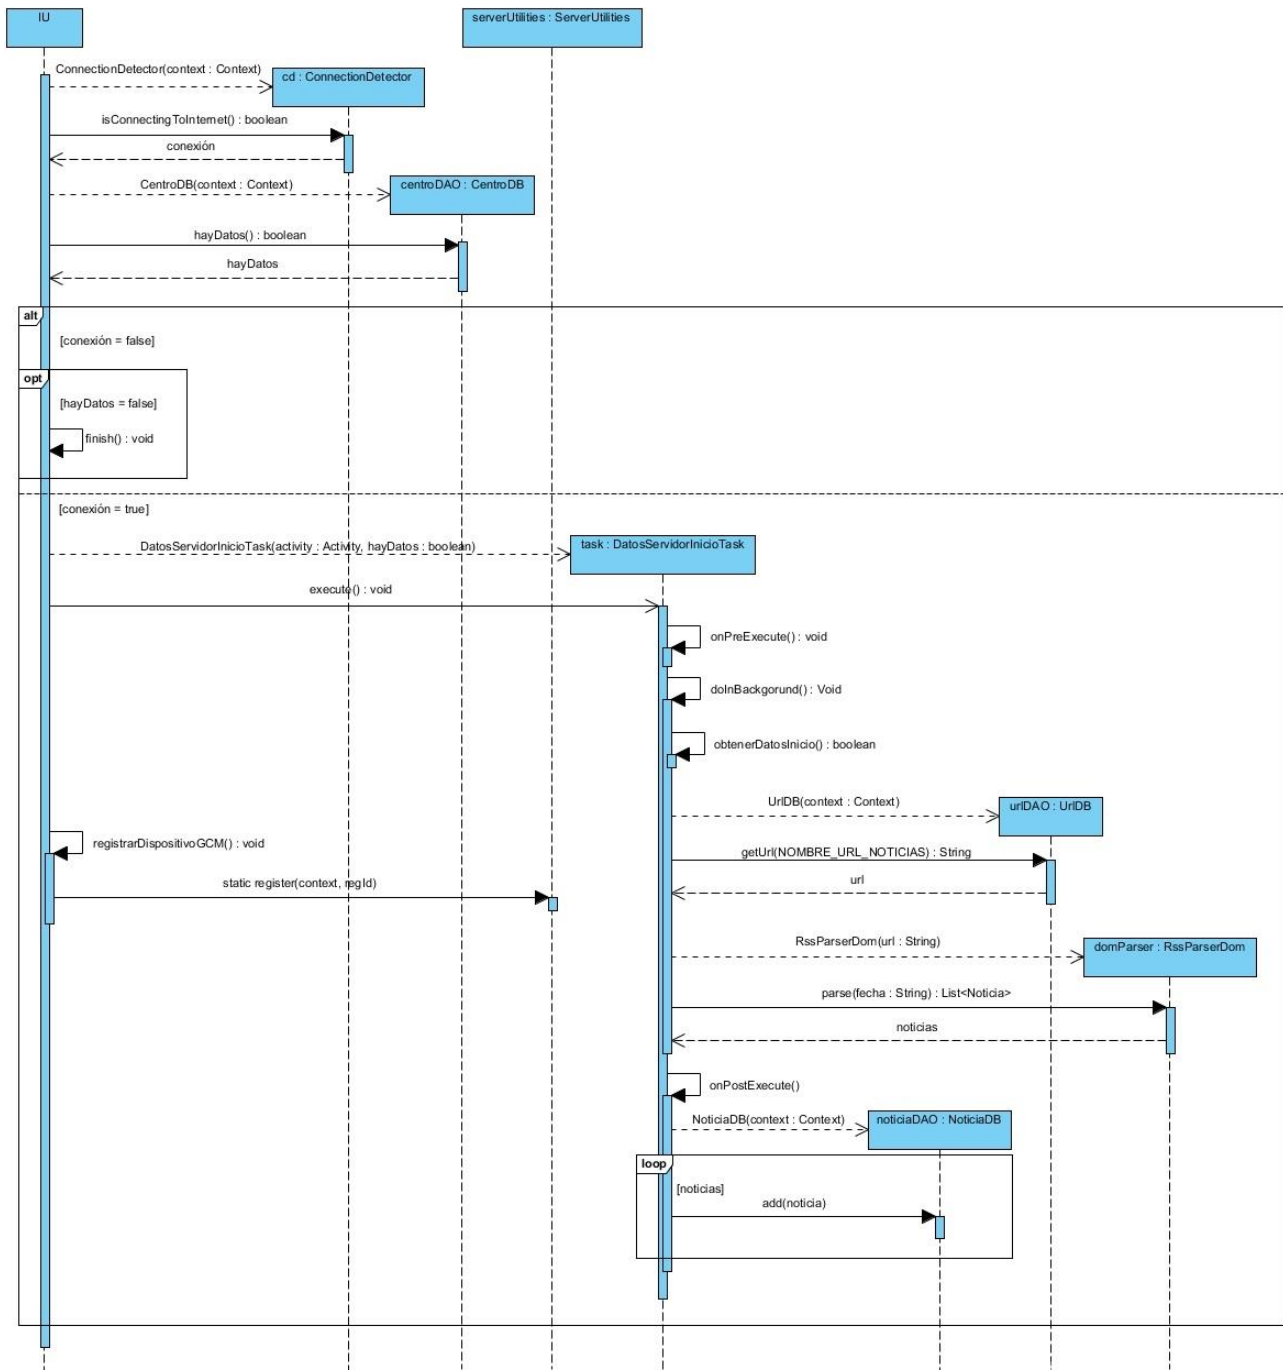 IU
serverUtilities : ServerUtilities
ConnectionDetector(context : Context)
cd : ConnectionDetector
isConnectingToInternet() : boolean
conexión
CentroDB(context : Context)
centroDAO : CentroDB
hayDatos() : boolean
hayDatos
alt
[conexión = false]
opt
[hayDatos = false]
finish() : void
[conexión = true]
DatosServidorInicioTask(activity : Activity, hayDatos : boolean)
task : DatosServidorInicioTask
execute() : void
onPreExecute() : void
doInBackgorund() : Void
obtenerDatosInicio() : boolean
UrlDB(context : Context)
urlDAO : UrlDB
registrarDispositivoGCM() : void
getUrl(NOMBRE_URL_NOTICIAS) : String
url
static register(context, regId)
RssParserDom(url : String)
domParser : RssParserDom
parse(fecha : String) : List<Noticia>
noticias
onPostExecute()
NoticiaDB(context : Context)
noticiaDAO : NoticiaDB
loop
[noticias]
add(noticia)